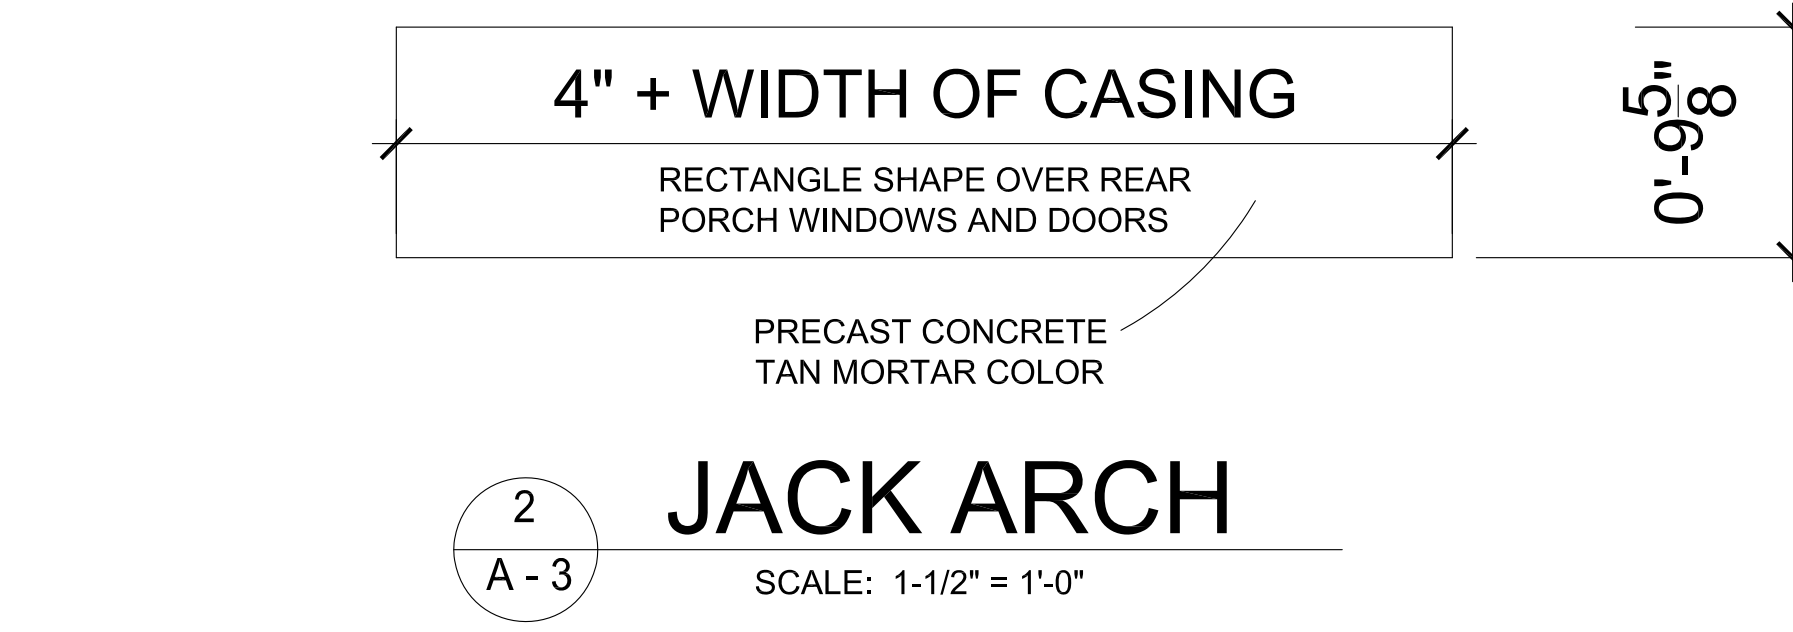 4" + WIDTH OF CASING
RECTANGLE SHAPE OVER REAR
PORCH WINDOWS AND DOORS
0'-9 5/8"
PRECAST CONCRETE
TAN MORTAR COLOR
2
A - 3
JACK ARCH
SCALE: 1-1/2" = 1'-0"